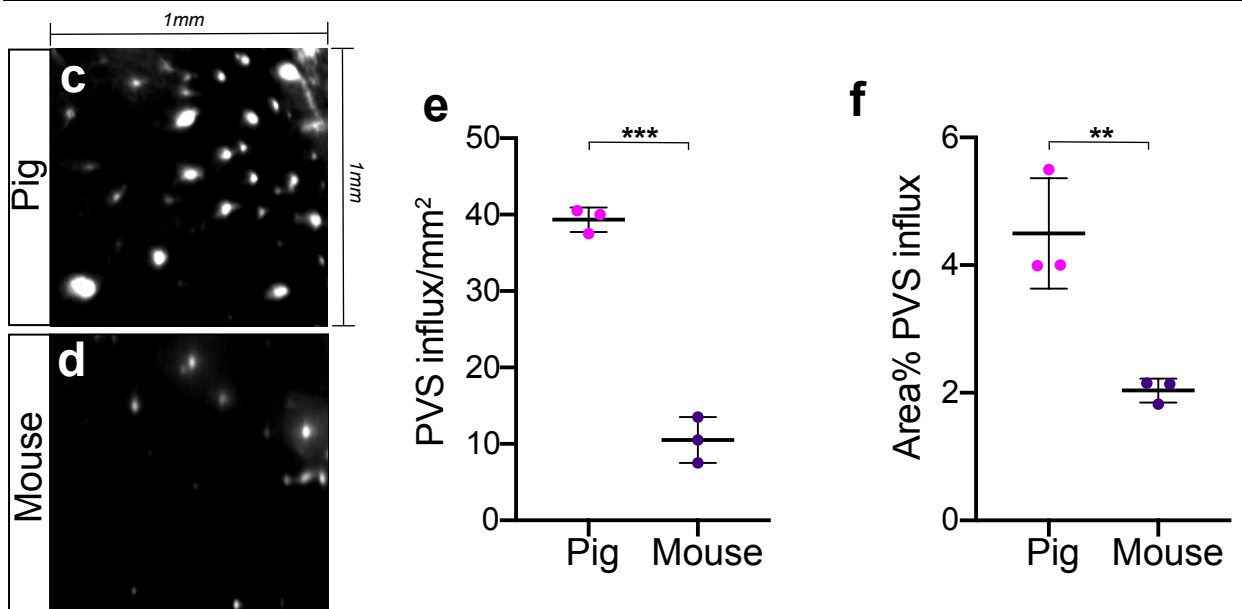 1mm
c
Pig
1mm
d
Mouse
e
***
PVS influx/mm²
50
40
30
20
10
0
Pig Mouse
f
**
Area% PVS influx
6
4
2
0
Pig Mouse